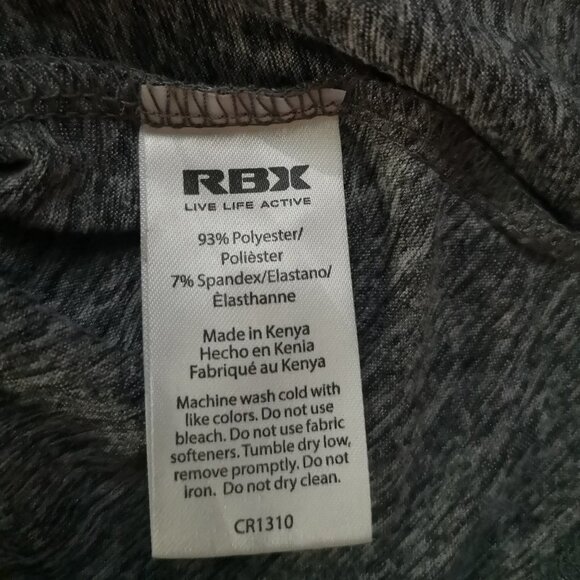 RBX
LIVE LIFE ACTIVE
93% Polyester/
Polièster
7% Spandex/Elastano/
Èlasthanne
Made in Kenya
Hecho en Kenia
Fabriqué au Kenya
Machine wash cold with
like colors. Do not use
bleach. Do not use fabric
softeners. Tumble dry low,
remove promptly. Do not
iron. Do not dry clean.
CR1310